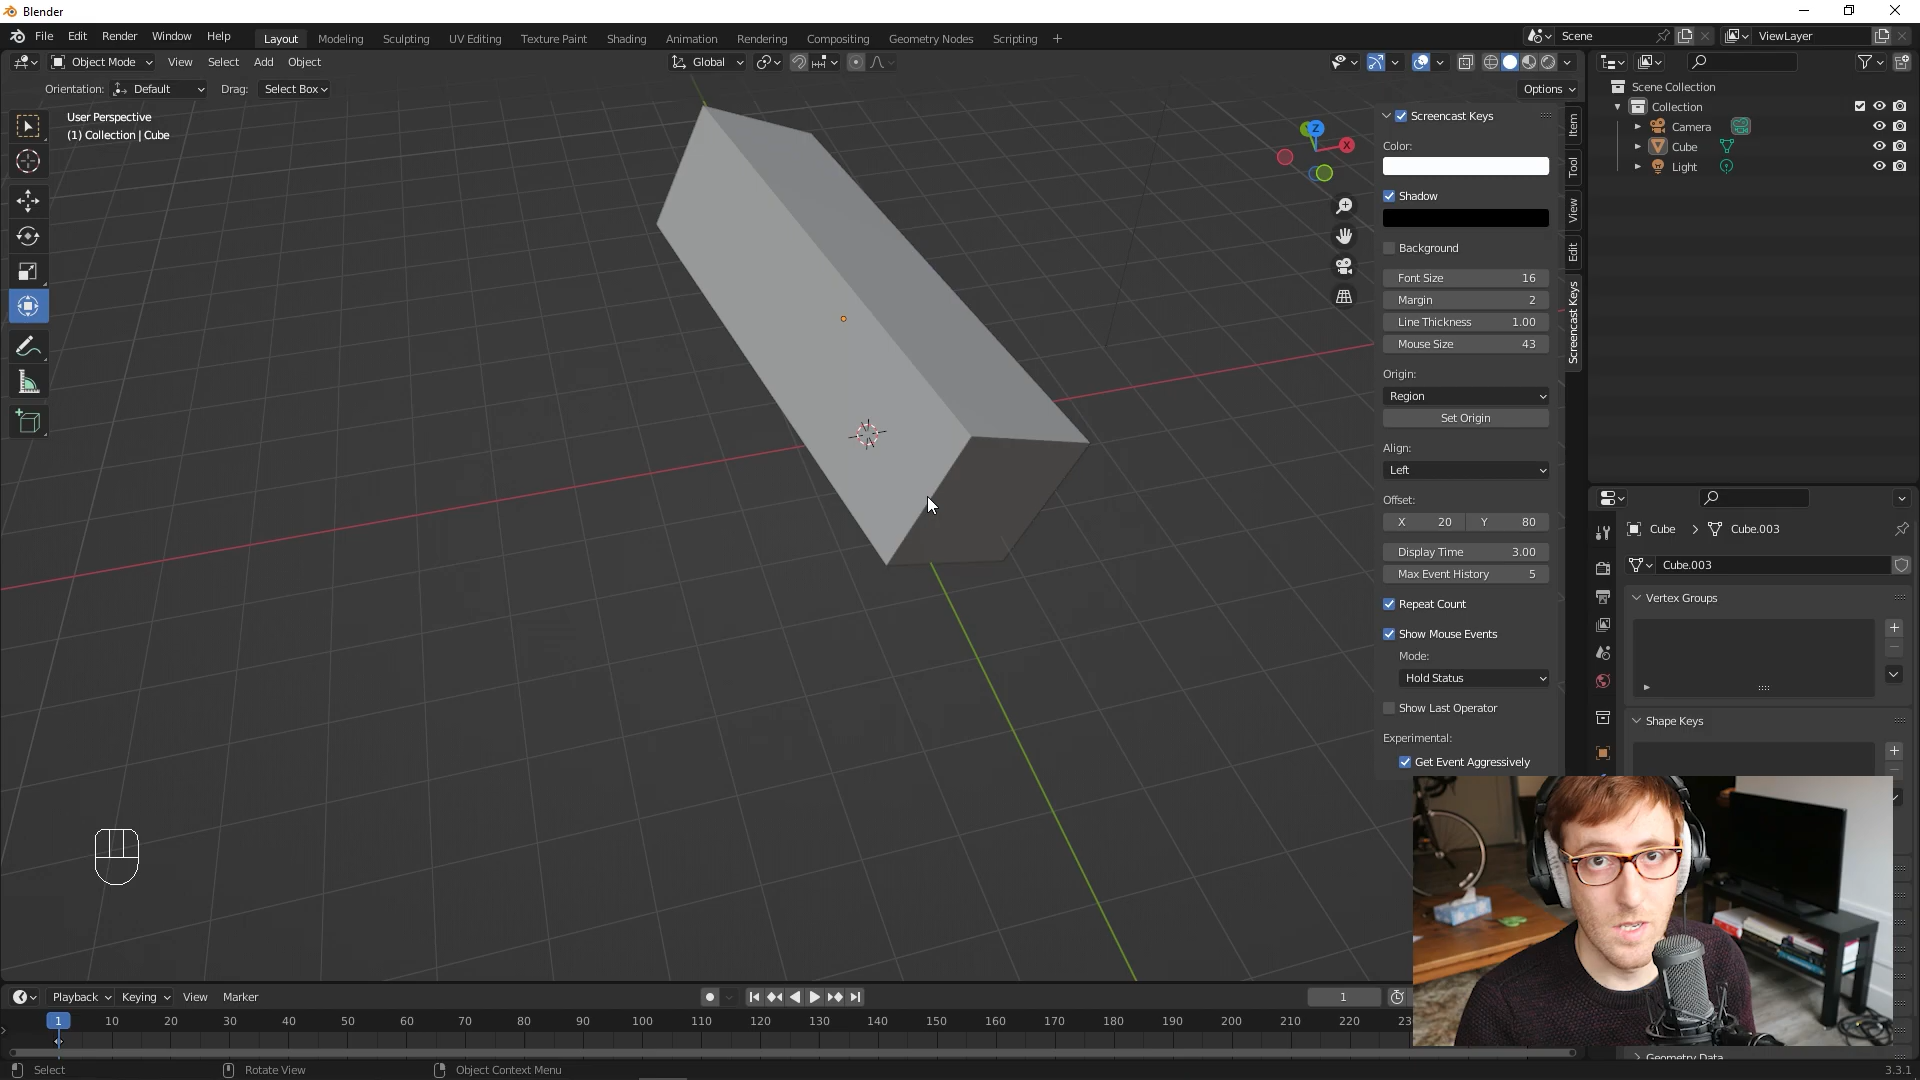 Blender
File Edit Render Window Help
Layout Modeling Sculpting UV Editing Texture Paint Shading Animation Rendering Compositing Geometry Nodes Scripting +
Scene
ViewLayer
Object Mode View Select Add Object
Global
Orientation: Default Drag: Select Box
Options
User Perspective
(1) Collection | Cube
Z
X
Y
Screencast Keys
Color:
Shadow
Background
Font Size 16
Margin 2
Line Thickness 1.00
Mouse Size 43
Origin:
Region
Set Origin
Align:
Left
Offset:
X 20 Y 80
Display Time 3.00
Max Event History 5
Repeat Count
Show Mouse Events
Mode:
Hold Status
Show Last Operator
Experimental:
Get Event Aggressively
Item
Tool
View
Edit
Screencast Keys
Scene Collection
Collection
Camera
Cube
Light
Cube > Cube.003
Cube.003
Vertex Groups
Shape Keys
Geometry Data
Playback Keying View Marker
1
1 10 20 30 40 50 60 70 80 90 100 110 120 130 140 150 160 170 180 190 200 210 220 23
Select Rotate View Object Context Menu
3.3.1